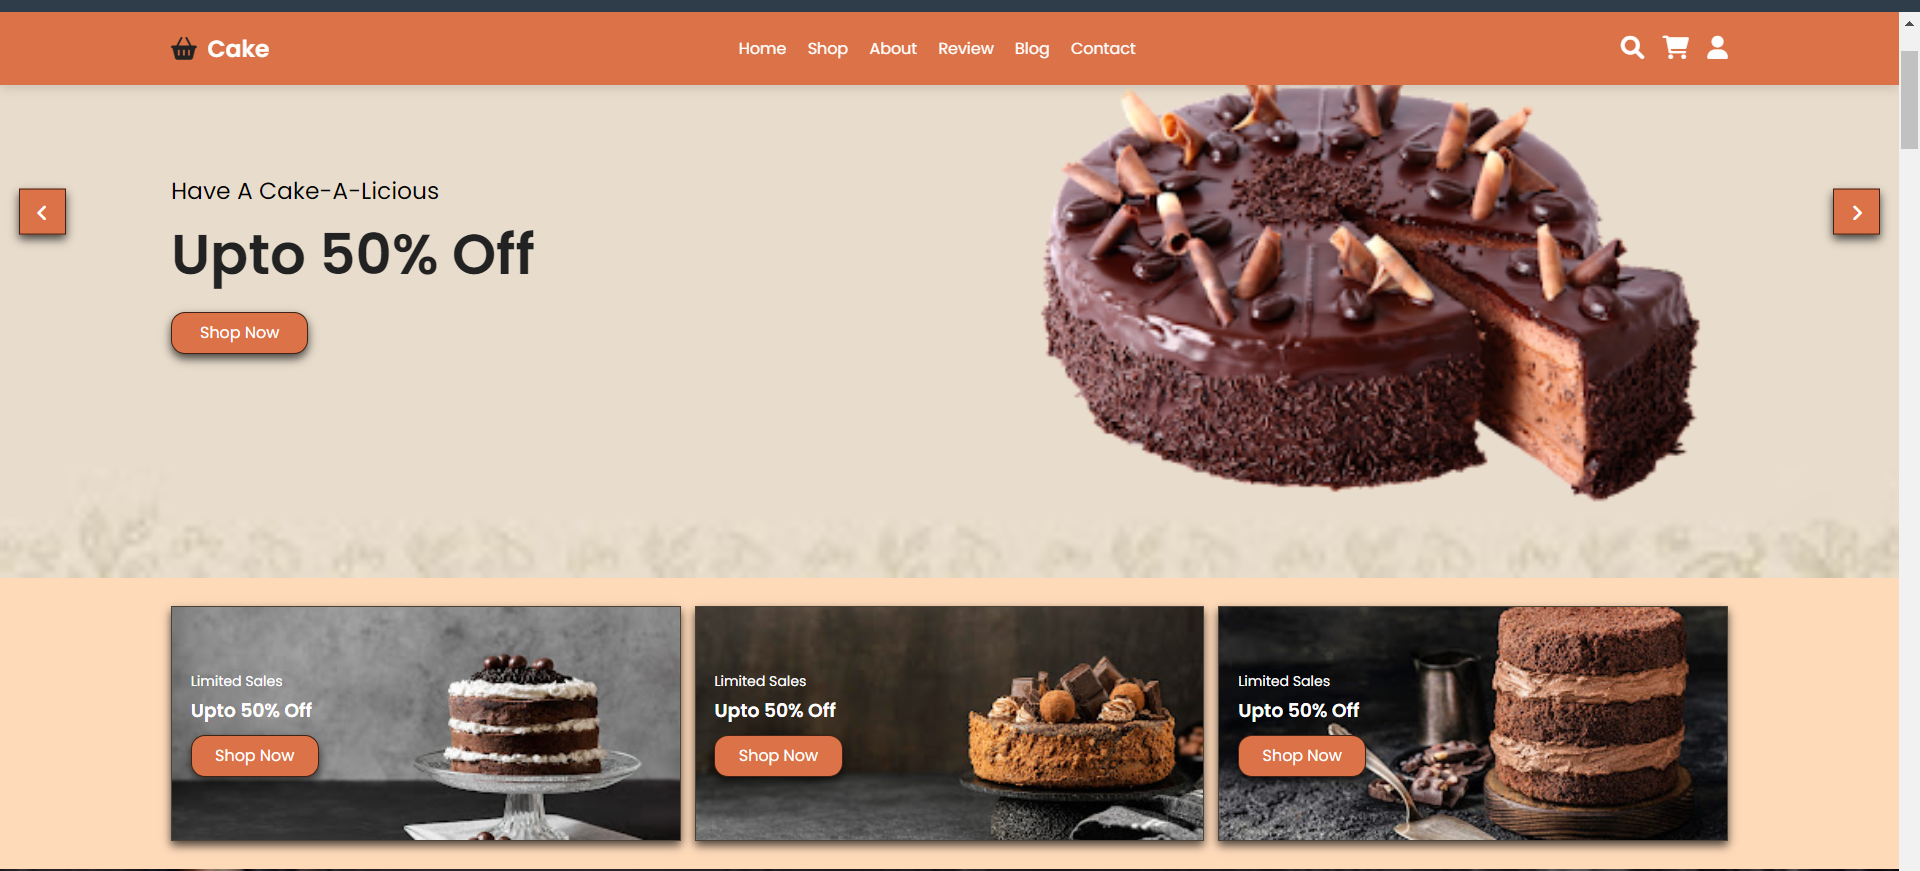 Cake
Home Shop About Review Blog Contact
Have A Cake-A-Licious
Upto 50% Off
Shop Now
Limited Sales
Upto 50% Off
Shop Now
Limited Sales
Upto 50% Off
Shop Now
Limited Sales
Upto 50% Off
Shop Now